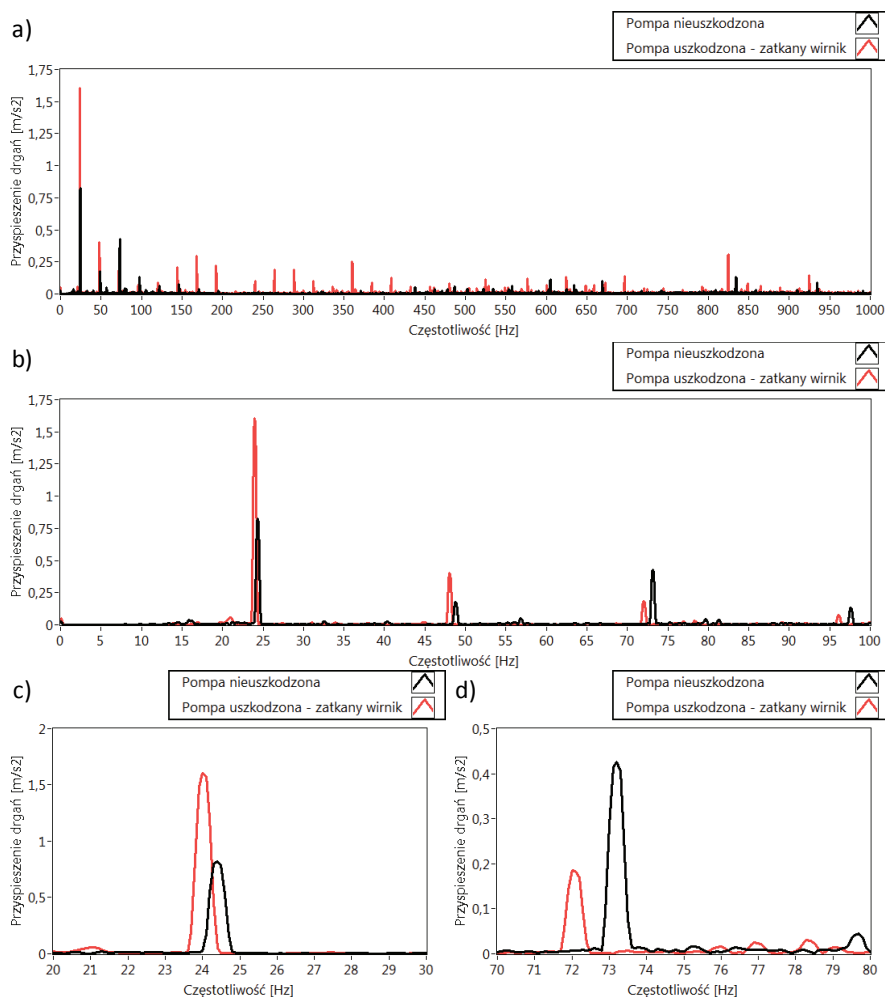 a)
Pompa nieuszkodzona
Pompa uszkodzona - zatkany wirnik
1,75
1,5
1,25
1
0,75
0,5
0,25
0
Przyspieszenie drgań [m/s2]
0 50 100 150 200 250 300 350 400 450 500 550 600 650 700 750 800 850 900 950 1000
Częstotliwość [Hz]
b)
Pompa nieuszkodzona
Pompa uszkodzona - zatkany wirnik
1,75
1,5
1,25
1
0,75
0,5
0,25
0
Przyspieszenie drgań [m/s2]
0 5 10 15 20 25 30 35 40 45 50 55 60 65 70 75 80 85 90 95 100
Częstotliwość [Hz]
c)
Pompa nieuszkodzona
Pompa uszkodzona - zatkany wirnik
2
1,5
1
0,5
0
Przyspieszenie drgań [m/s2]
20 21 22 23 24 25 26 27 28 29 30
Częstotliwość [Hz]
d)
Pompa nieuszkodzona
Pompa uszkodzona - zatkany wirnik
0,5
0,4
0,3
0,2
0,1
0
Przyspieszenie drgań [m/s2]
70 71 72 73 74 75 76 77 78 79 80
Częstotliwość [Hz]